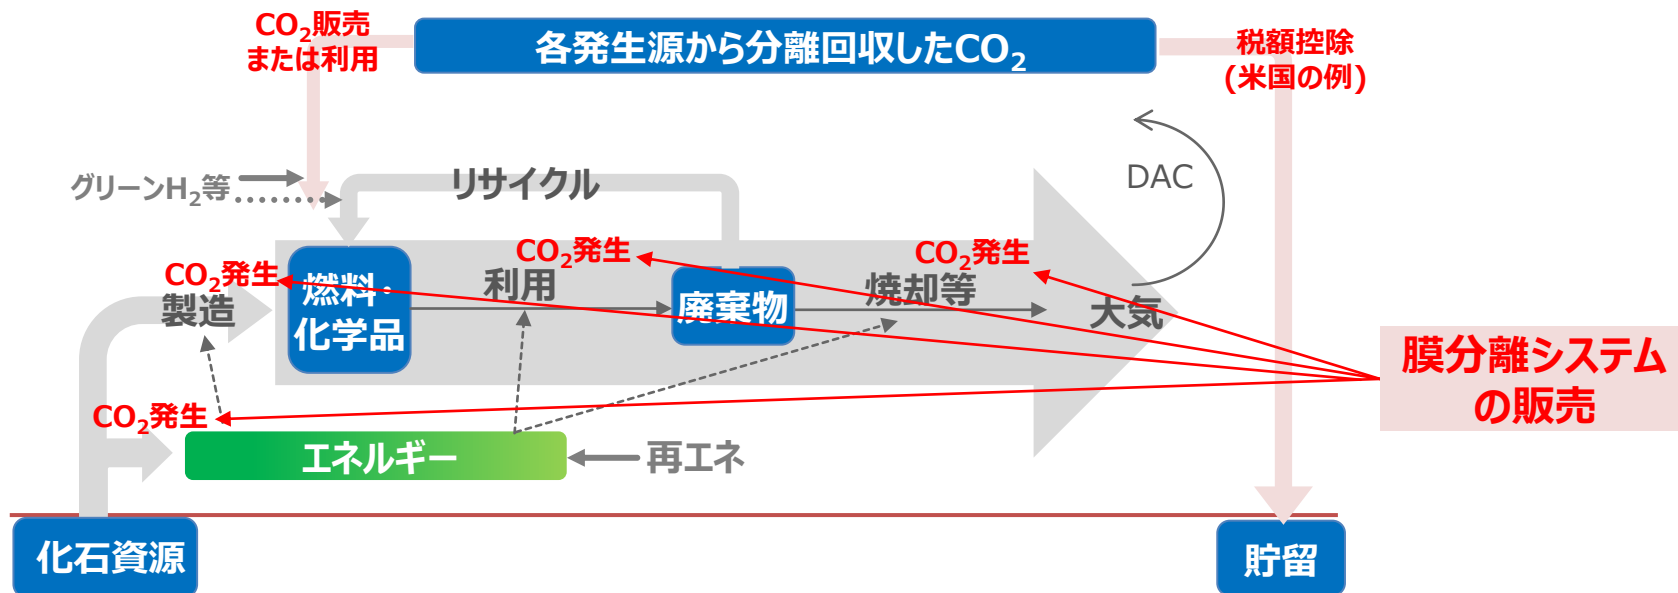 CO2販売
または利用
各発生源から分離回収したCO2
税額控除
(米国の例)
DAC
グリーンH2等
リサイクル
CO2発生
製造
燃料・
化学品
CO2発生
利用
廃棄物
CO2発生
焼却等
大気
膜分離システム
の販売
CO2発生
エネルギー
再エネ
化石資源
貯留